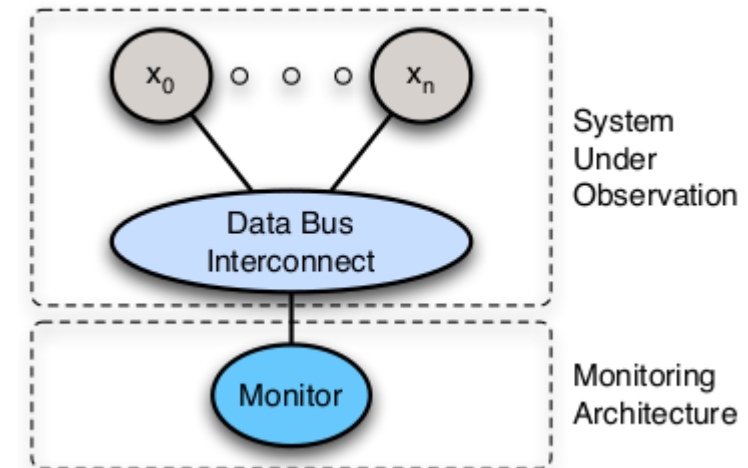 x0
xn
System
Under
Observation
Data Bus
Interconnect
Monitor
Monitoring
Architecture